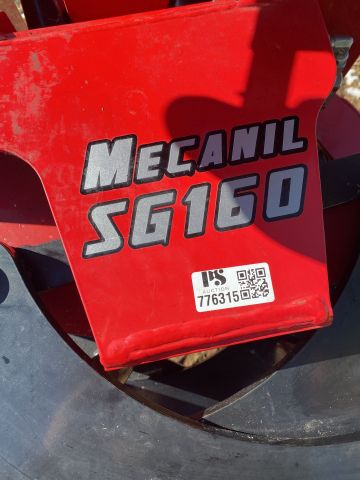 MECANIL
SG160
PS
AUCTION
776315